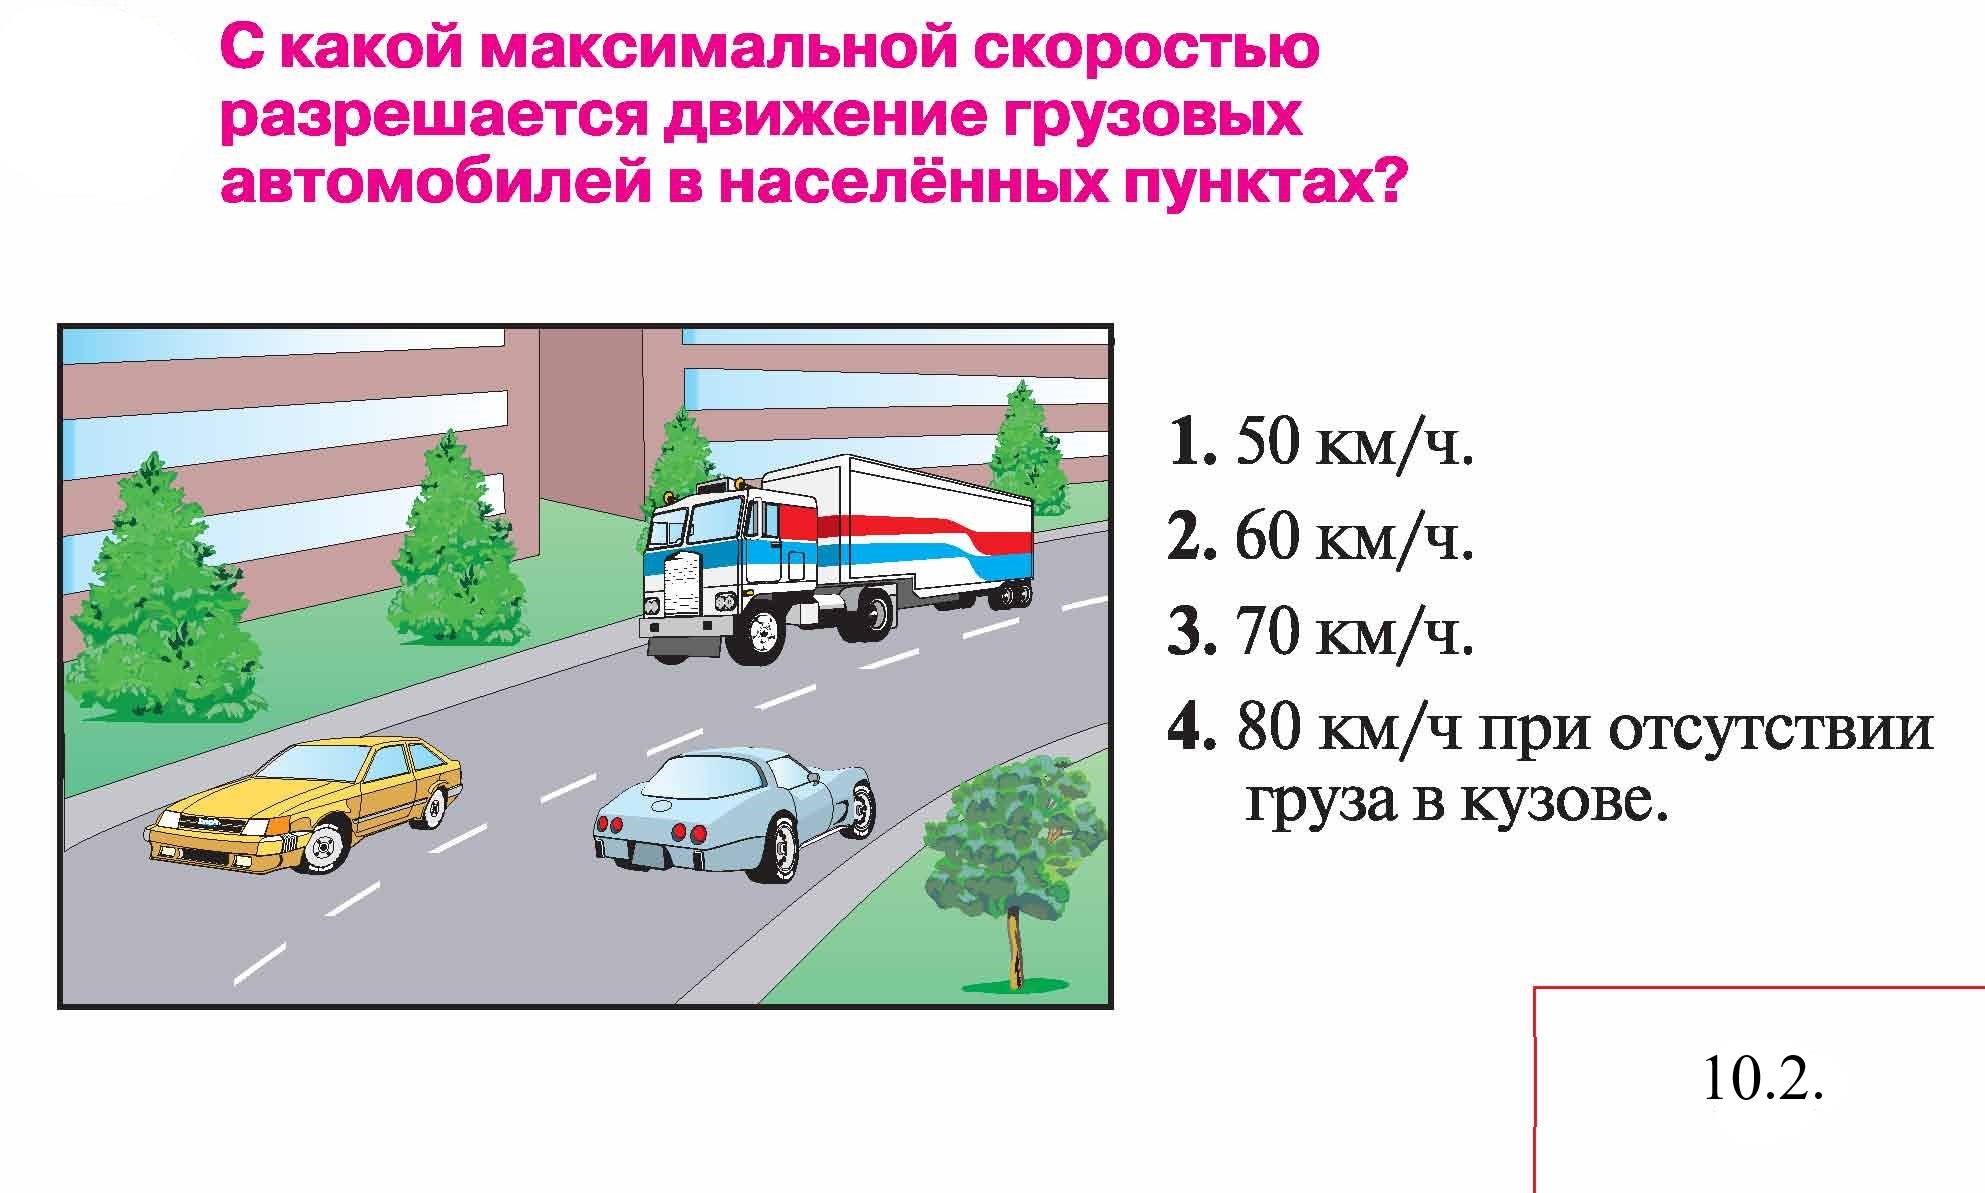 С какой максимальной скоростью
разрешается движение грузовых
автомобилей в населённых пунктах?
1. 50 км/ч.
2. 60 км/ч.
3. 70 км/ч.
4. 80 км/ч при отсутствии
груза в кузове.
10.2.